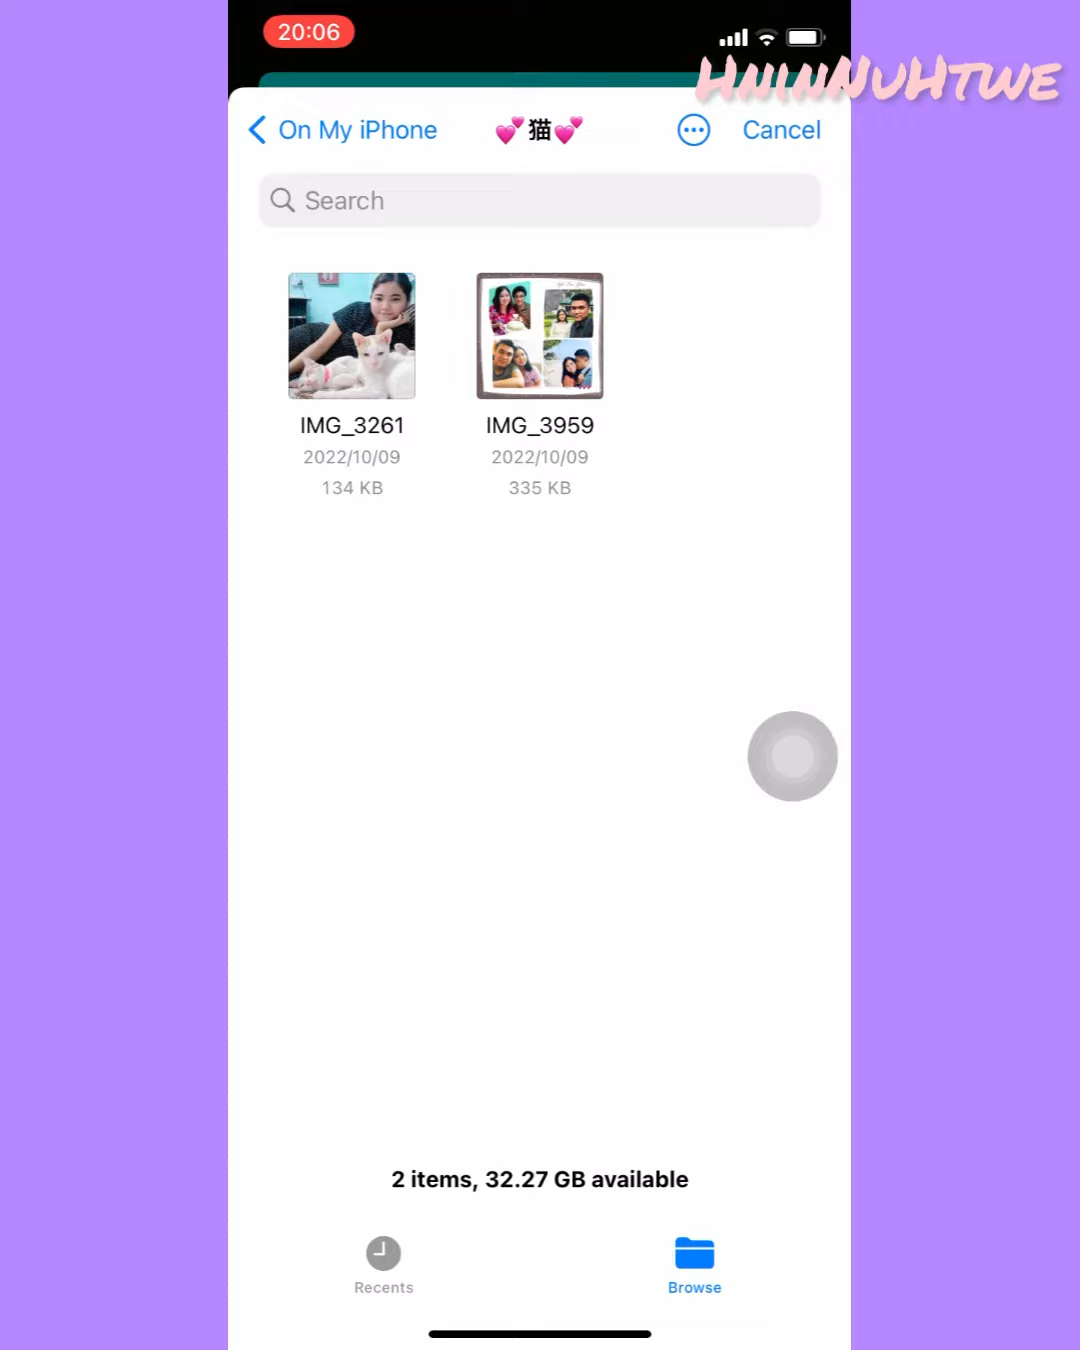 20:06
HninNuHtwe
On My iPhone
💕猫💕
Cancel
Search
IMG_3261
2022/10/09
134 KB
IMG_3959
2022/10/09
335 KB
2 items, 32.27 GB available
Recents
Browse